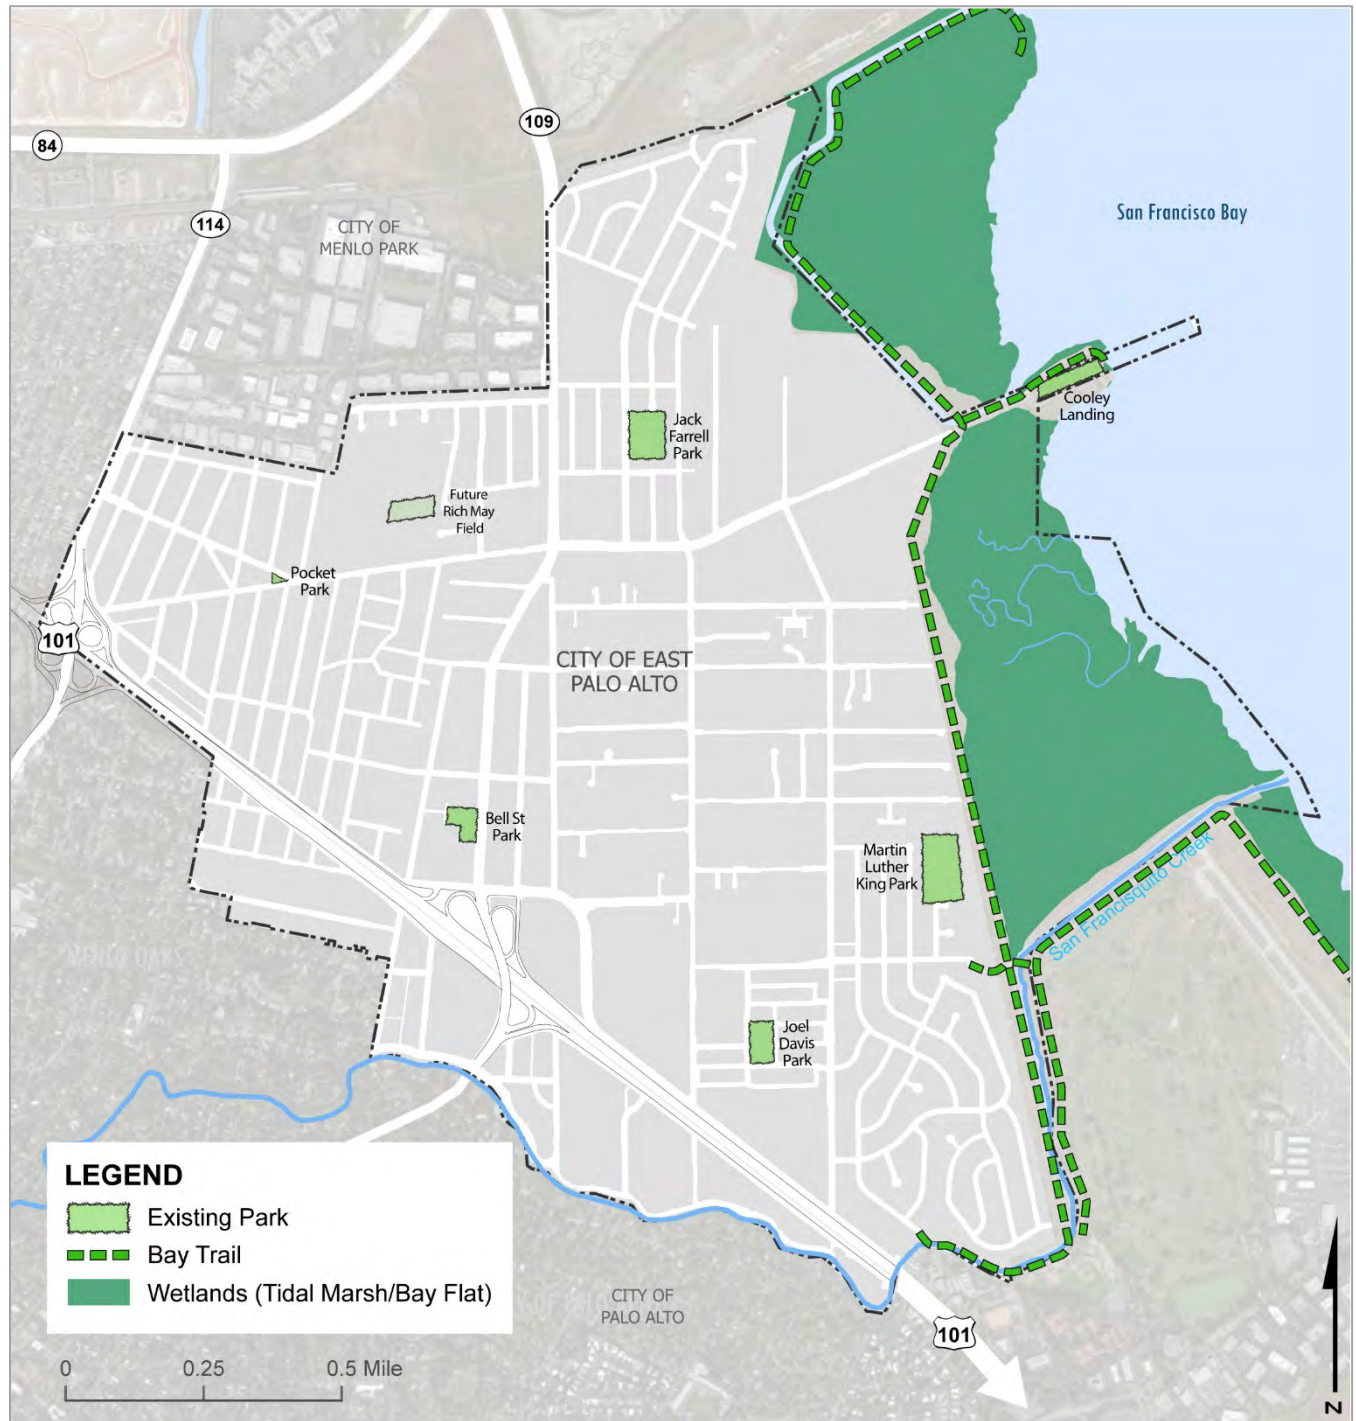 84
109
114
CITY OF
MENLO PARK
San Francisco Bay
Cooley
Landing
Jack
Farrell
Park
Future
Rich May
Field
Pocket
Park
101
CITY OF EAST
PALO ALTO
Bell St
Park
Martin
Luther
King Park
San Francisquito Creek
Joel
Davis
Park
LEGEND
Existing Park
Bay Trail
Wetlands (Tidal Marsh/Bay Flat)
CITY OF
PALO ALTO
101
0 0.25 0.5 Mile
N